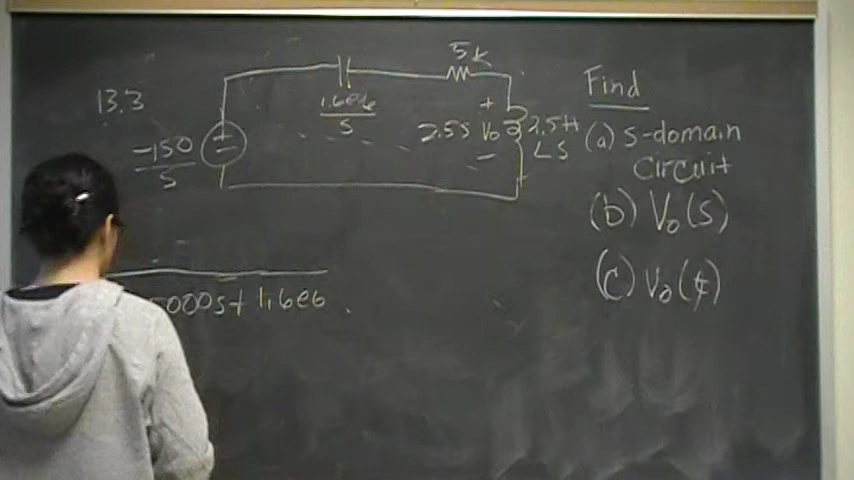 13.3
5k
1.6e6
S
-150
S
+
2.5S Vo 2.5H
-
LS
Find
(a) S-domain
Circuit
(b) Vo(S)
(C) Vo(t)
5000S + 1.6e6